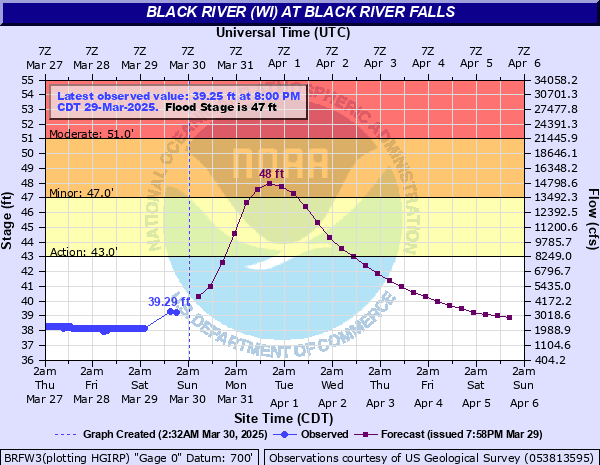 BLACK RIVER (WI) AT BLACK RIVER FALLS
Universal Time (UTC)
7Z 7Z 7Z 7Z 7Z 7Z 7Z 7Z 7Z 7Z 7Z
Mar 27 Mar 28 Mar 29 Mar 30 Mar 31 Apr 1 Apr 2 Apr 3 Apr 4 Apr 5 Apr 6
Latest observed value: 39.25 ft at 8:00 PM
CDT 29-Mar-2025. Flood Stage is 47 ft
55 34058.2
54 30701.3
53 27477.8
52 24391.3
Moderate: 51.0'
51 21445.9
50 18646.1
49 16348.2
48 ft
48 14798.6
Minor: 47.0'
47 13492.3
46 12392.5
45 11206.6
44 9785.7
Action: 43.0'
43 8249.0
42 6796.7
41 5435.0
40 4172.2
39.29 ft
39 3018.6
38 1988.9
37 1104.6
36 404.2
Stage (ft)
Flow (cfs)
NATIONAL OCEANIC AND ATMOSPHERIC ADMINISTRATION
NOAA
U.S. DEPARTMENT OF COMMERCE
2am 2am 2am 2am 2am 2am 2am 2am 2am 2am 2am
Thu Fri Sat Sun Mon Tue Wed Thu Fri Sat Sun
Mar 27 Mar 28 Mar 29 Mar 30 Mar 31 Apr 1 Apr 2 Apr 3 Apr 4 Apr 5 Apr 6
Site Time (CDT)
Graph Created (2:32AM Mar 30, 2025) Observed Forecast (issued 7:58PM Mar 29)
BRFW3(plotting HGIRP) "Gage 0" Datum: 700' Observations courtesy of US Geological Survey (053813595)